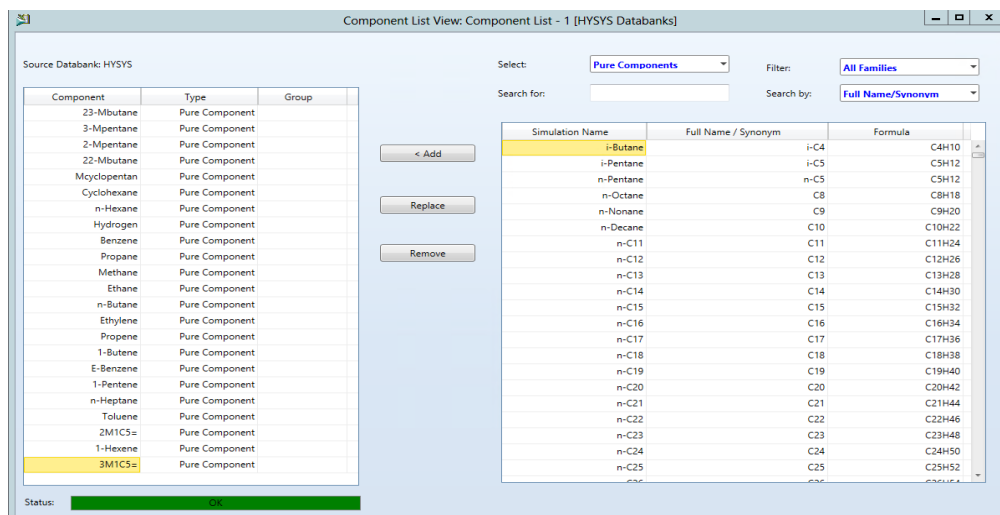 Component List View: Component List - 1 [HYSYS Databanks]
Source Databank: HYSYS
Select: Pure Components Filter: All Families
Search for: Search by: Full Name/Synonym
Component Type Group
23-Mbutane Pure Component
3-Mpentane Pure Component
2-Mpentane Pure Component
22-Mbutane Pure Component
Mcyclopentan Pure Component
Cyclohexane Pure Component
n-Hexane Pure Component
Hydrogen Pure Component
Benzene Pure Component
Propane Pure Component
Methane Pure Component
Ethane Pure Component
n-Butane Pure Component
Ethylene Pure Component
Propene Pure Component
1-Butene Pure Component
E-Benzene Pure Component
1-Pentene Pure Component
n-Heptane Pure Component
Toluene Pure Component
2M1C5= Pure Component
1-Hexene Pure Component
3M1C5= Pure Component
< Add
Replace
Remove
Simulation Name Full Name / Synonym Formula
i-Butane i-C4 C4H10
i-Pentane i-C5 C5H12
n-Pentane n-C5 C5H12
n-Octane C8 C8H18
n-Nonane C9 C9H20
n-Decane C10 C10H22
n-C11 C11 C11H24
n-C12 C12 C12H26
n-C13 C13 C13H28
n-C14 C14 C14H30
n-C15 C15 C15H32
n-C16 C16 C16H34
n-C17 C17 C17H36
n-C18 C18 C18H38
n-C19 C19 C19H40
n-C20 C20 C20H42
n-C21 C21 C21H44
n-C22 C22 C22H46
n-C23 C23 C23H48
n-C24 C24 C24H50
n-C25 C25 C25H52
Status: OK